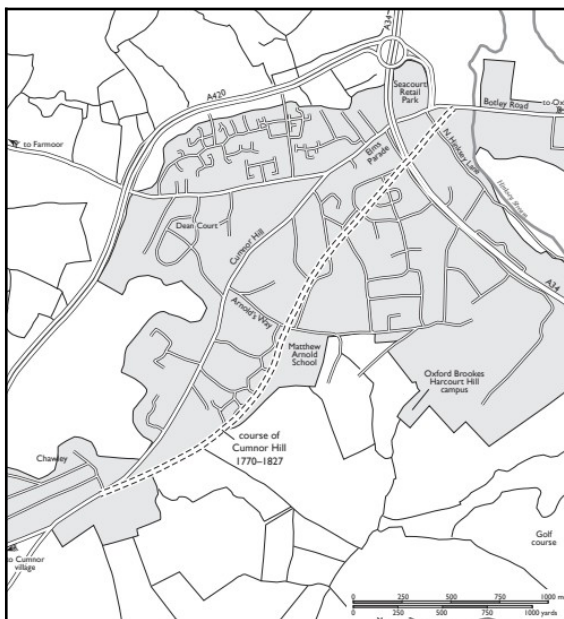 A34
Seacourt
Retail
Park
A420
Botley Road
to Ox
to Farmoor
Elms
Parade
N. Hinksey Lane
Hinksey Stream
Dean Court
Cumnor Hill
A34
Arnold's Way
Matthew
Arnold
School
Oxford Brookes
Harcourt Hill
campus
course of
Cumnor Hill
1770–1827
Chawley
Golf
course
to Cumnor
village
0 250 500 750 1000 m
0 250 500 750 1000 yards